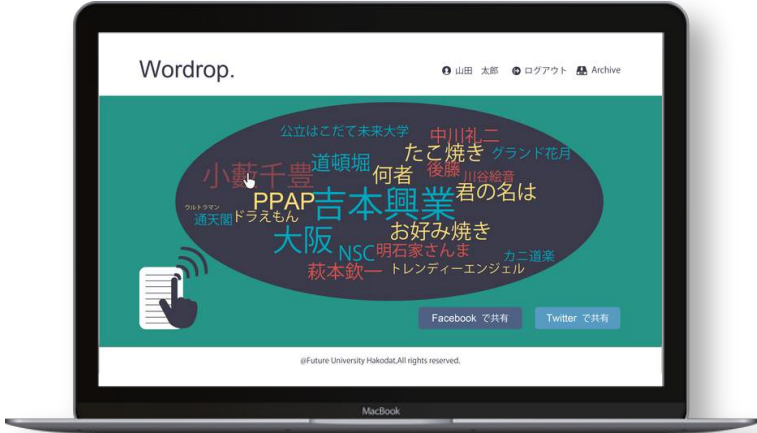 Wordrop.
山田 太郎 ログアウト Archive
公立はこだて未来大学
中川礼二
たこ焼き
グランド花月
道頓堀
後藤
川谷絵音
小藪千豊
何者
君の名は
PPAP
吉本興業
ウルトラマン
通天閣
ドラえもん
お好み焼き
大阪
NSC
明石家さんま
カニ道楽
萩本欽一
トレンディーエンジェル
Facebook で共有 Twitter で共有
@Future University Hakodat,All rights reserved.
MacBook